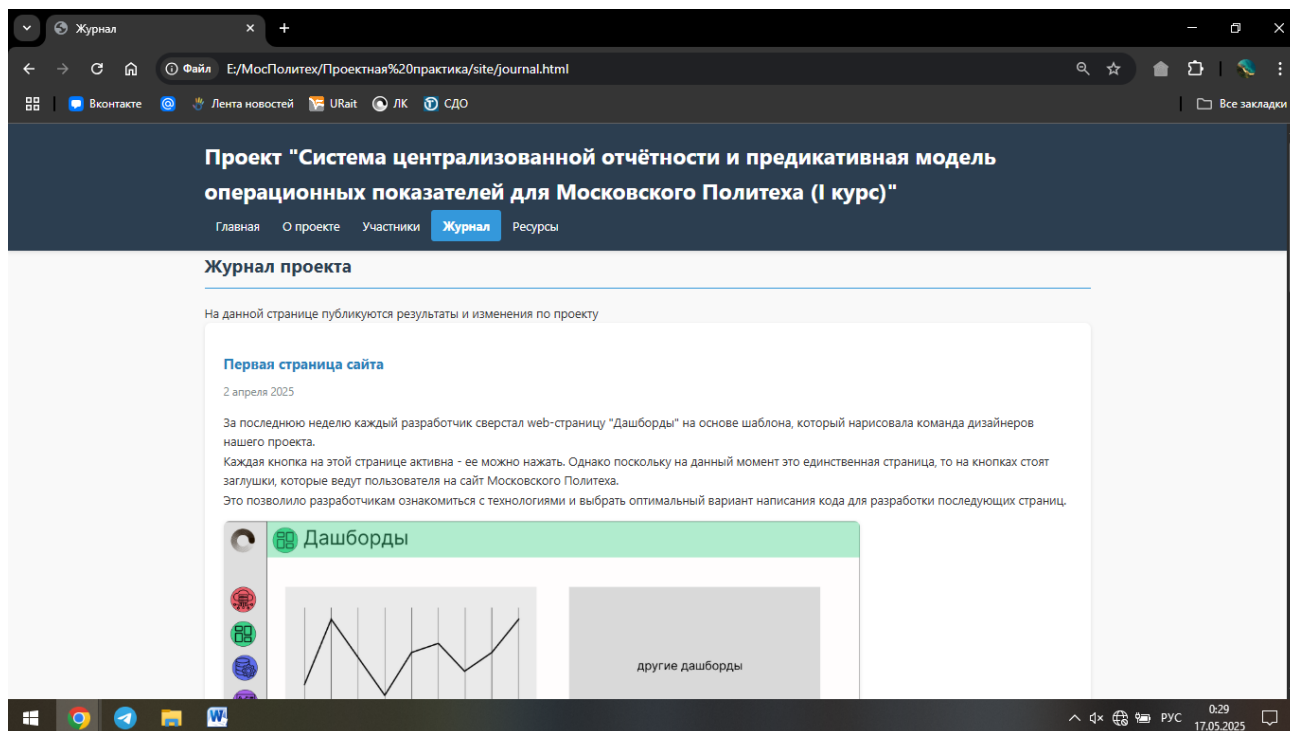 Журнал
Файл E:/МосПолитех/Проектная%20практика/site/journal.html
Вконтакте Лента новостей URait ЛК СДО Все закладки
Проект "Система централизованной отчётности и предикативная модель
операционных показателей для Московского Политеха (I курс)"
Главная О проекте Участники Журнал Ресурсы
Журнал проекта
На данной странице публикуются результаты и изменения по проекту
Первая страница сайта
2 апреля 2025
За последнюю неделю каждый разработчик сверстал web-страницу "Дашборды" на основе шаблона, который нарисовала команда дизайнеров
нашего проекта.
Каждая кнопка на этой странице активна - ее можно нажать. Однако поскольку на данный момент это единственная страница, то на кнопках стоят
заглушки, которые ведут пользователя на сайт Московского Политеха.
Это позволило разработчикам ознакомиться с технологиями и выбрать оптимальный вариант написания кода для разработки последующих страниц.
Дашборды
другие дашборды
РУС
0:29
17.05.2025